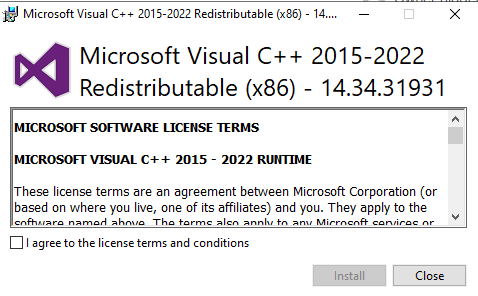 Microsoft Visual C++ 2015-2022 Redistributable (x86) - 14....
Microsoft Visual C++ 2015-2022
Redistributable (x86) - 14.34.31931
MICROSOFT SOFTWARE LICENSE TERMS
MICROSOFT VISUAL C++ 2015 - 2022 RUNTIME
These license terms are an agreement between Microsoft Corporation (or
based on where you live, one of its affiliates) and you. They apply to the
software named above. The terms also apply to any Microsoft services or
I agree to the license terms and conditions
Install
Close